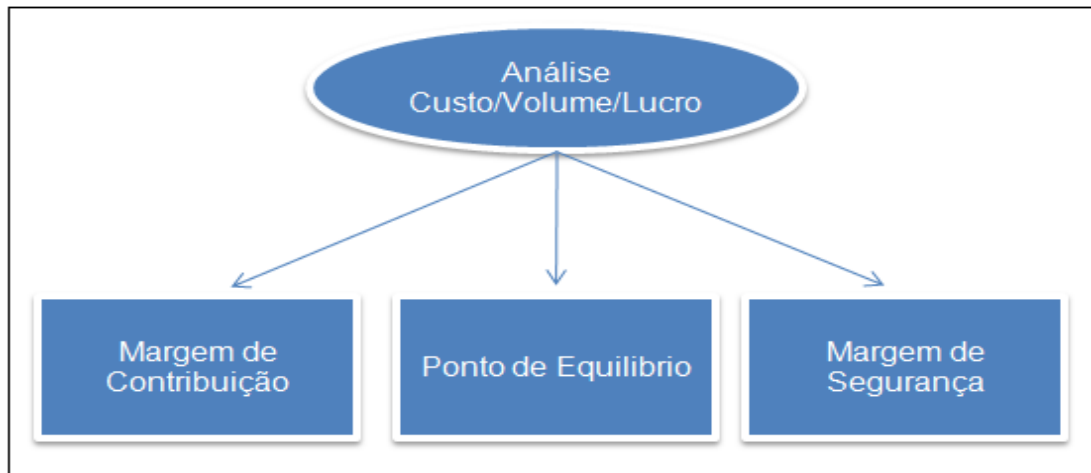 Análise
Custo/Volume/Lucro
Margem de
Contribuição
Ponto de Equilibrio
Margem de
Segurança